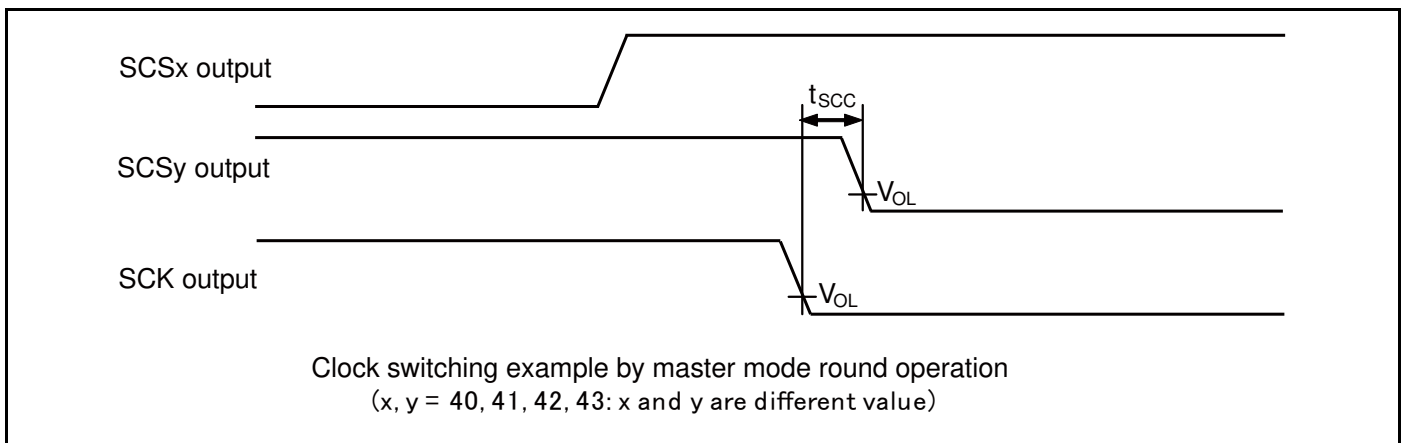 SCSx output
tSCC
SCSy output
VOL
SCK output
VOL
Clock switching example by master mode round operation
(x, y = 40, 41, 42, 43: x and y are different value)